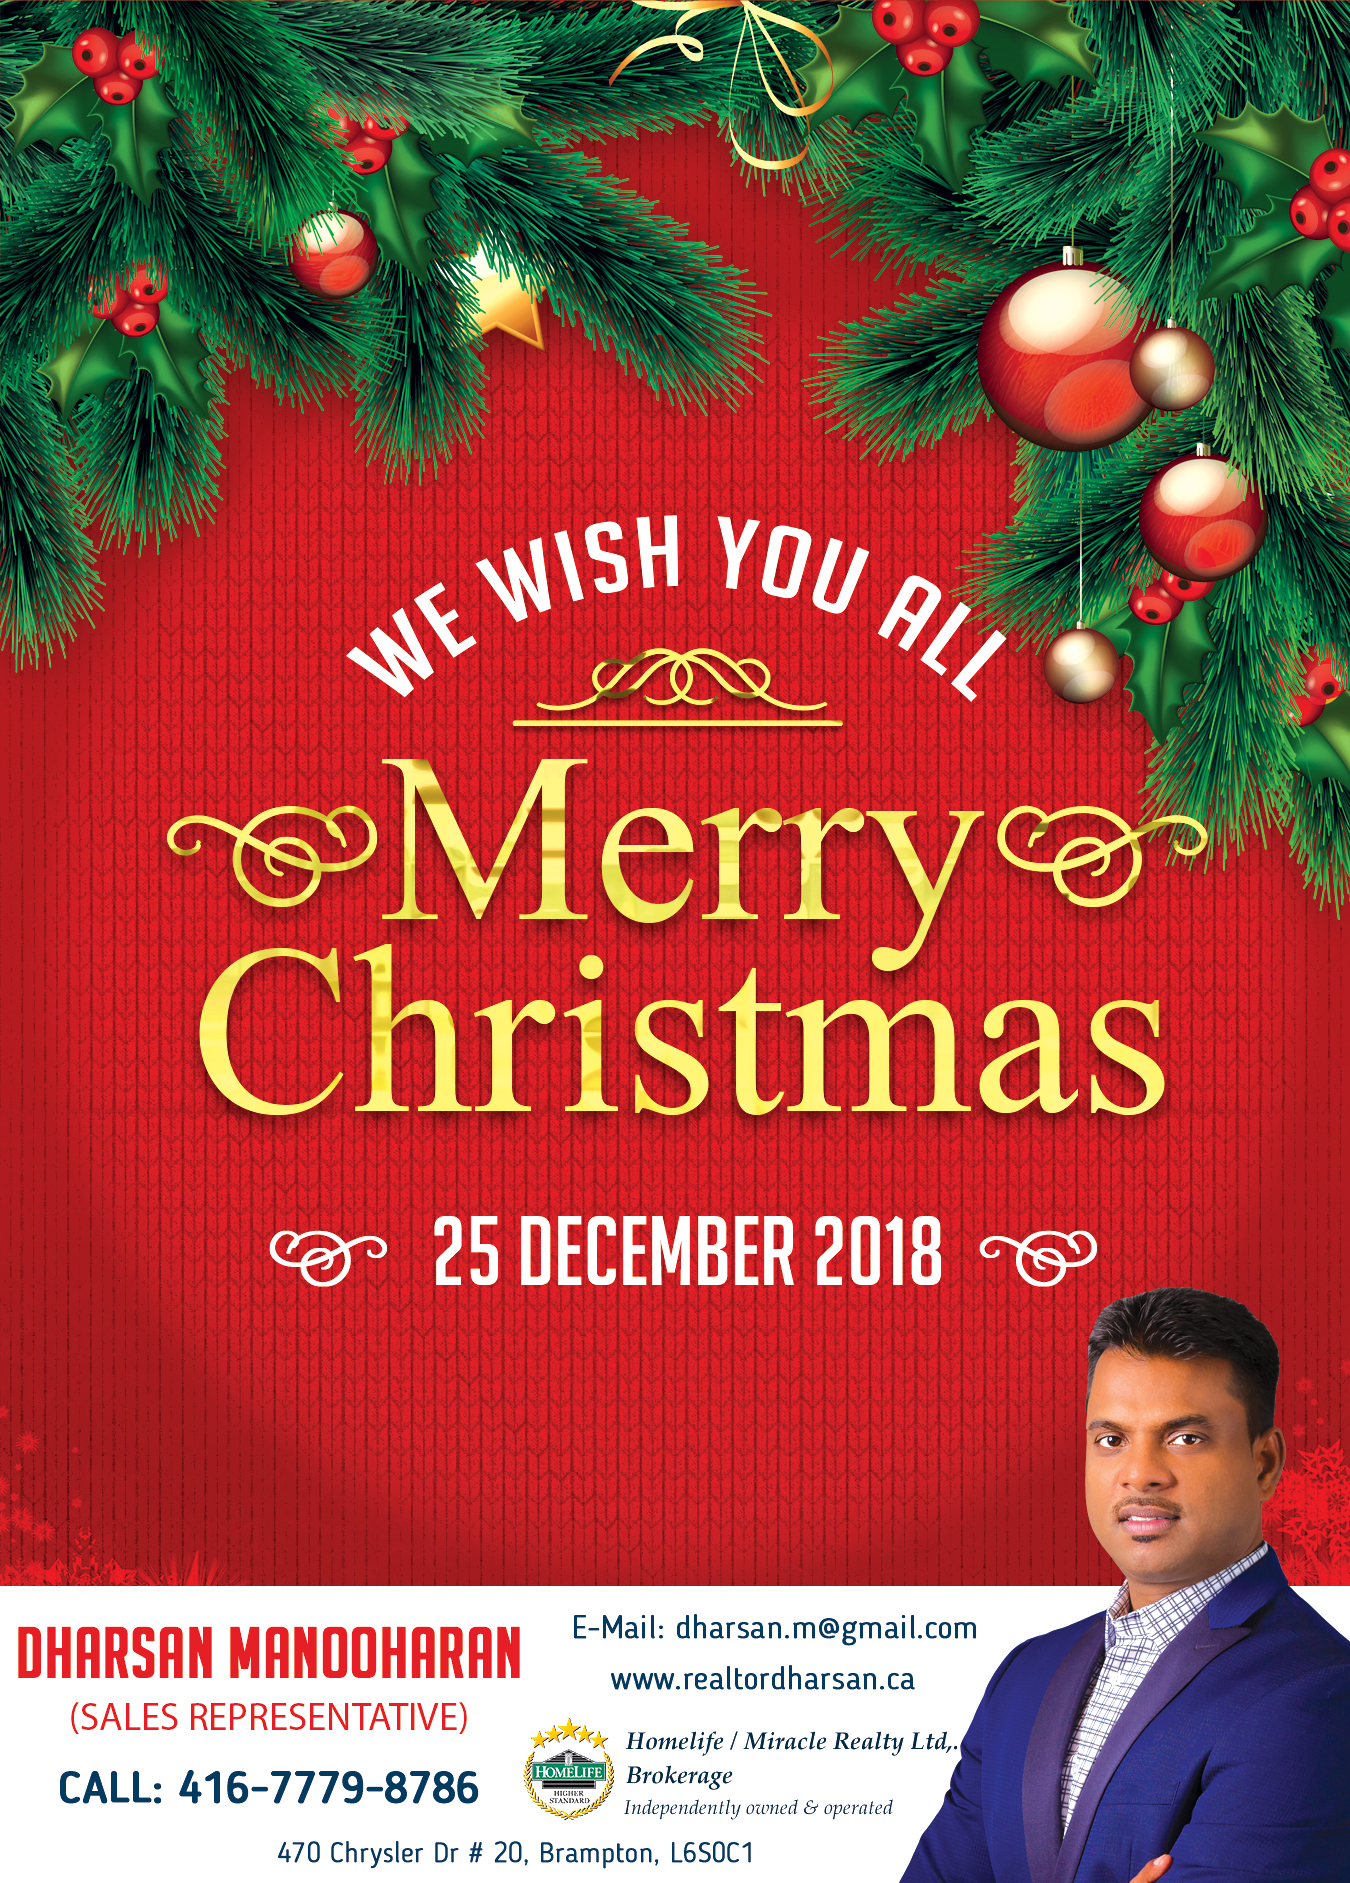 WE WISH YOU ALL
Merry
Christmas
25 DECEMBER 2018
DHARSAN MANOOHARAN
(SALES REPRESENTATIVE)
CALL: 416-7779-8786
E-Mail: dharsan.m@gmail.com
www.realtordharsan.ca
HOMELIFE
HIGHER
STANDARD
Homelife / Miracle Realty Ltd,.
Brokerage
Independently owned & operated
470 Chrysler Dr # 20, Brampton, L6S0C1